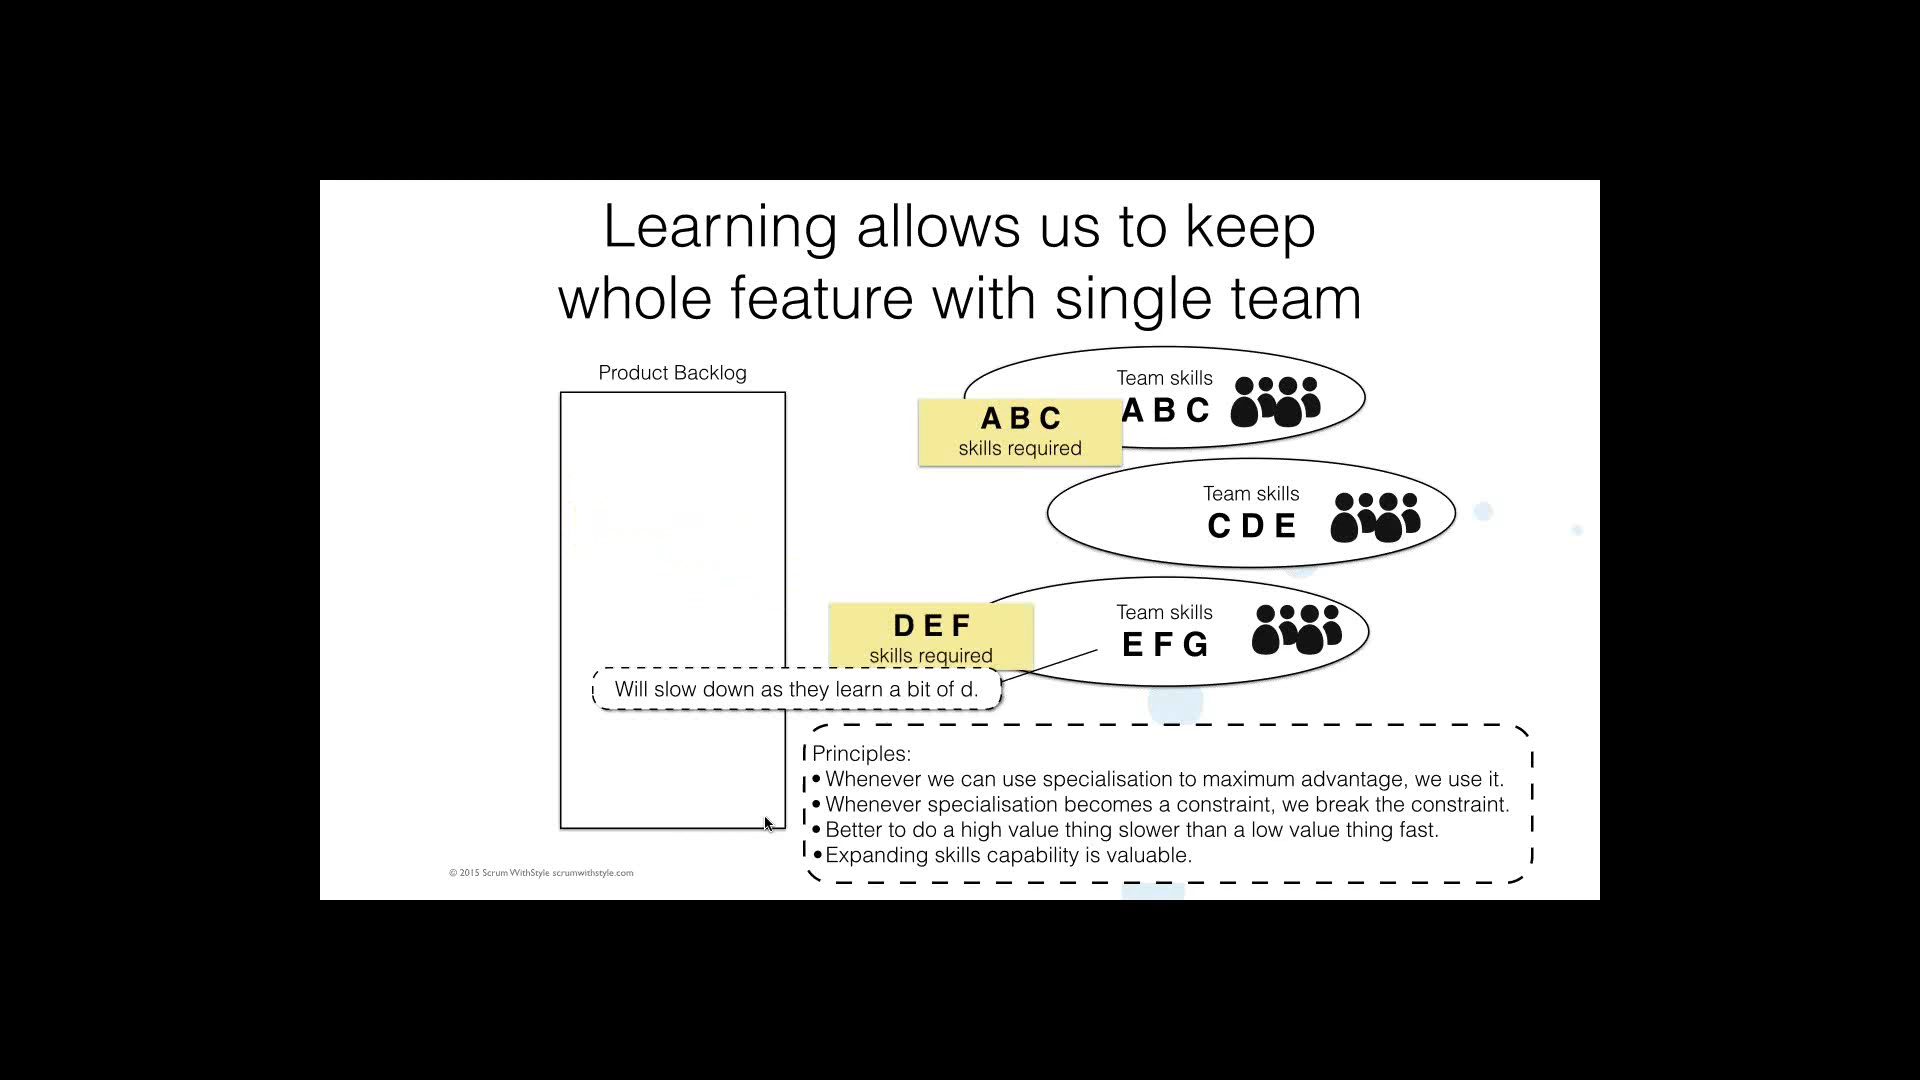 Learning allows us to keep
whole feature with single team
Product Backlog
Team skills
A B C
A B C
skills required
Team skills
C D E
D E F
skills required
Team skills
E F G
Will slow down as they learn a bit of d.
Principles:
• Whenever we can use specialisation to maximum advantage, we use it.
• Whenever specialisation becomes a constraint, we break the constraint.
• Better to do a high value thing slower than a low value thing fast.
• Expanding skills capability is valuable.
© 2015 Scrum WithStyle scrumwithstyle.com